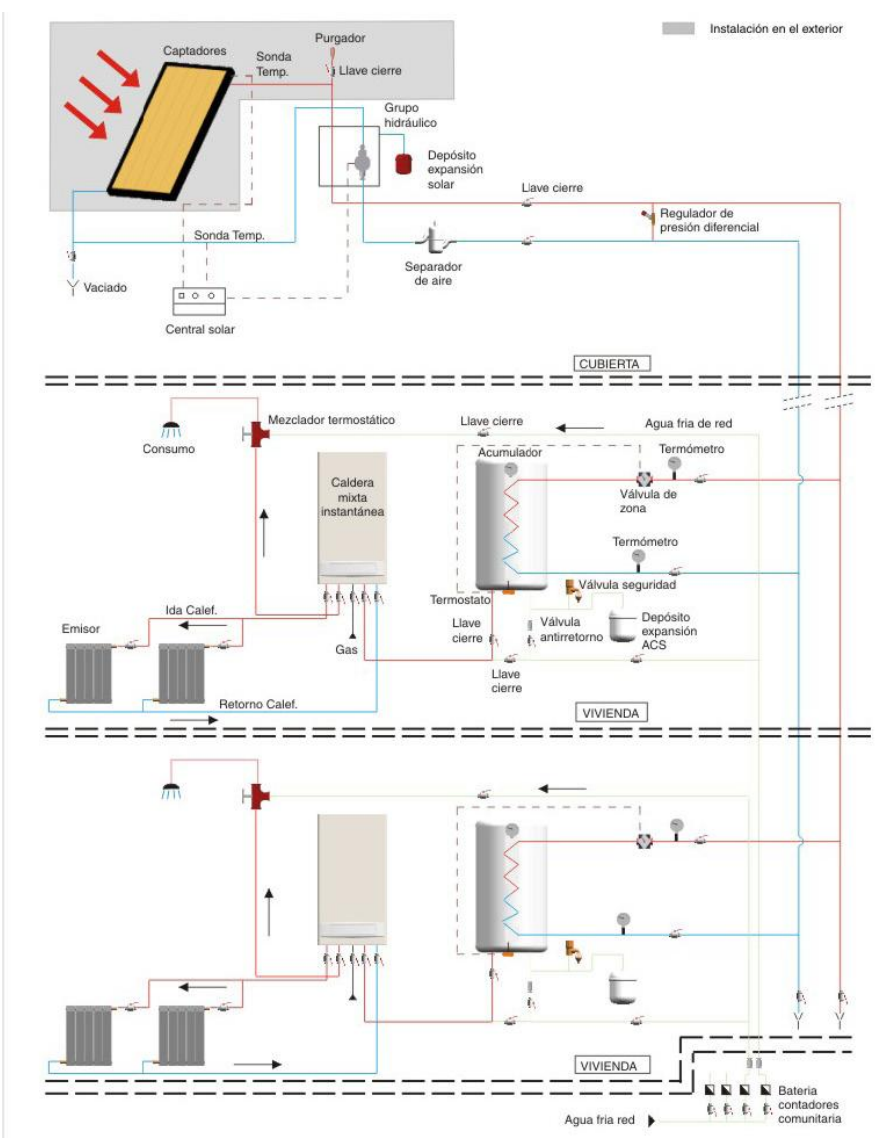 Instalación en el exterior
Purgador
Captadores
Sonda
Temp.
Llave cierre
Grupo
hidráulico
Depósito
expansión
solar
Llave cierre
Regulador de
presión diferencial
Sonda Temp.
Separador
de aire
Vaciado
Central solar
CUBIERTA
Mezclador termostático
Llave cierre
Agua fria de red
Consumo
Acumulador
Termómetro
Caldera
mixta
instantánea
Válvula de
zona
Termómetro
Válvula seguridad
Termostato
Ida Calef.
Emisor
Llave
cierre
Válvula
antirretorno
Depósito
expansión
ACS
Gas
Llave
cierre
Retorno Calef.
VIVIENDA
VIVIENDA
Bateria
contadores
comunitaria
Agua fria red